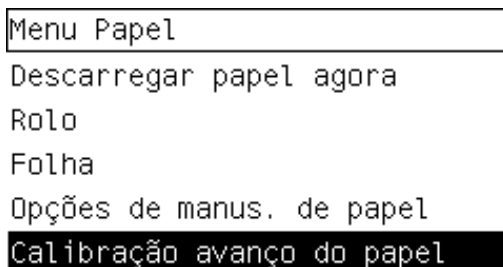 Menu Papel
Descarregar papel agora
Rolo
Folha
Opções de manus. de papel
Calibração avanço do papel